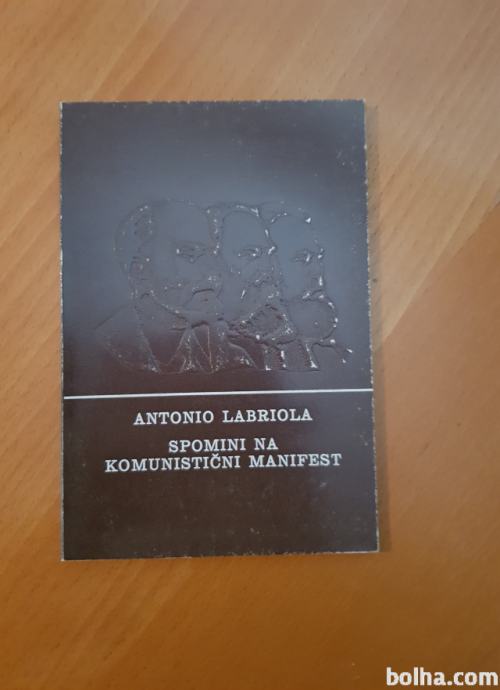 ANTONIO LABRIOLA
SPOMINI NA
KOMUNISTIČNI MANIFEST
bolha.com